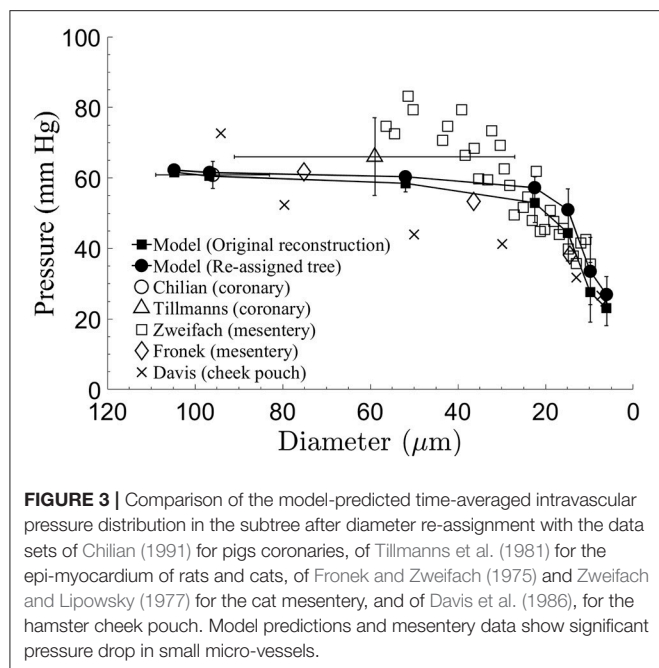 100
80
60
40
20
0
Pressure (mm Hg)
Model (Original reconstruction)
Model (Re-assigned tree)
Chilian (coronary)
Tillmanns (coronary)
Zweifach (mesentery)
Fronek (mesentery)
Davis (cheek pouch)
120 100 80 60 40 20 0
Diameter (μm)
FIGURE 3 | Comparison of the model-predicted time-averaged intravascular
pressure distribution in the subtree after diameter re-assignment with the data
sets of Chilian (1991) for pigs coronaries, of Tillmanns et al. (1981) for the
epi-myocardium of rats and cats, of Fronek and Zweifach (1975) and Zweifach
and Lipowsky (1977) for the cat mesentery, and of Davis et al. (1986), for the
hamster cheek pouch. Model predictions and mesentery data show significant
pressure drop in small micro-vessels.